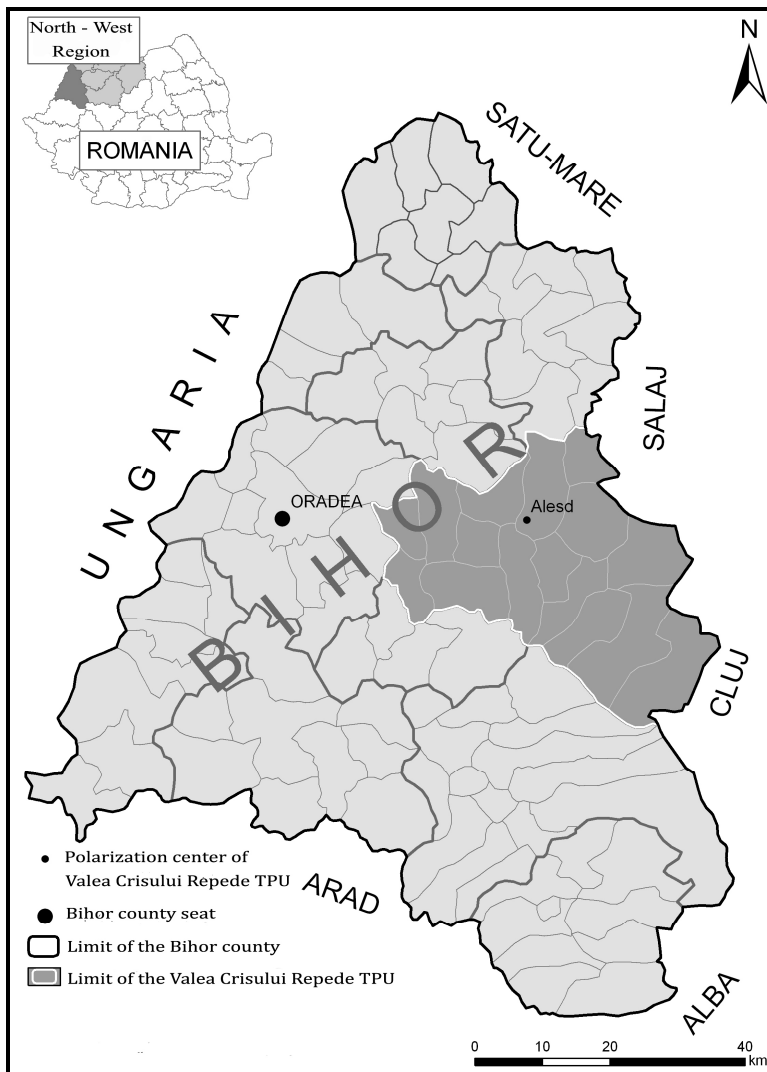 North - West
Region
ROMANIA
N
SATU-MARE
UNGARIA
SALAJ
BIHOR
ORADEA
Alesd
CLUJ
Polarization center of
Valea Crisului Repede TPU
Bihor county seat
Limit of the Bihor county
Limit of the Valea Crisului Repede TPU
ARAD
ALBA
0 10 20 40
km